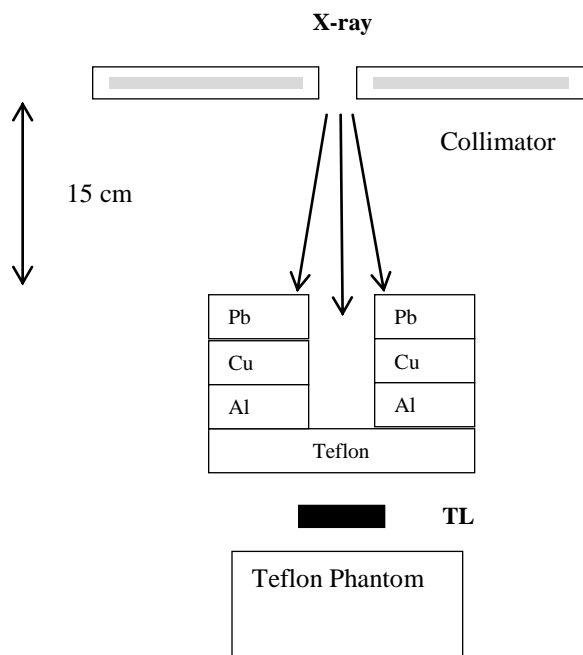 X-ray
Collimator
15 cm
Pb Pb
Cu Cu
Al Al
Teflon
TL
Teflon Phantom